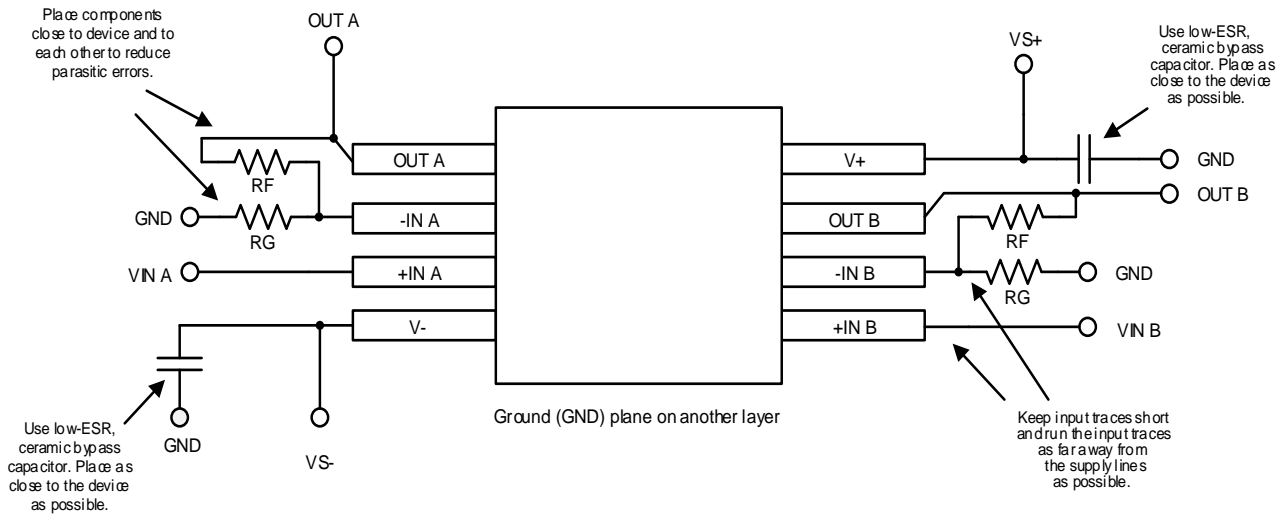 Place components
close to device and to
each other to reduce
parasitic errors.
OUT A
VS+
Use low-ESR,
ceramic bypass
capacitor. Place as
close to the device
as possible.
OUT A
V+
GND
RF
OUT B
OUT B
GND
-IN A
RF
RG
VIN A
+IN A
-IN B
GND
RG
V-
+IN B
VIN B
Ground (GND) plane on another layer
Use low-ESR,
ceramic bypass
capacitor. Place as
close to the device
as possible.
GND
VS-
Keep input traces short
and run the input traces
as far away from
the supply lines
as possible.